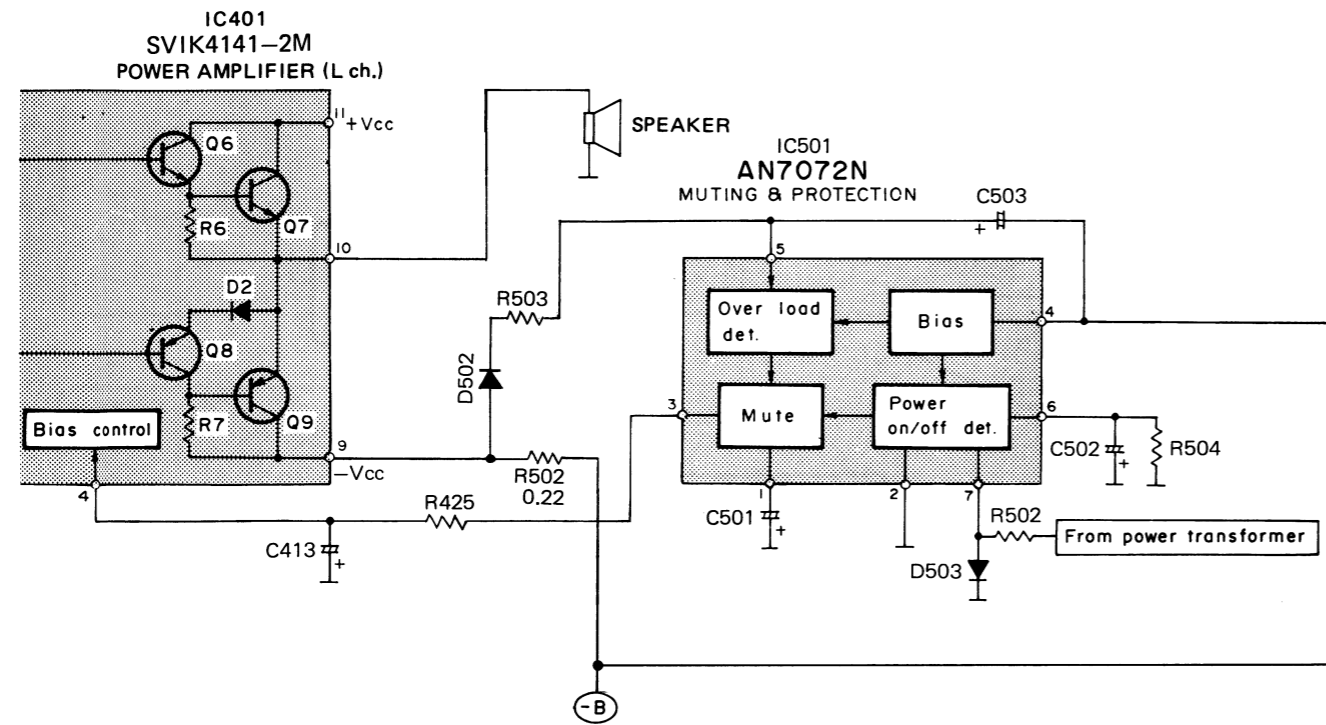 IC401
SVIK4141-2M
POWER AMPLIFIER (L ch.)
11
+Vcc
Q6
R6
Q7
10
D2
Q8
R7
Q9
Bias control
9
-Vcc
4
SPEAKER
IC501
AN7072N
MUTING & PROTECTION
C503
+
5
R503
D502
Over load
det.
Bias
4
3
Mute
Power
on/off det.
6
C502
+
R504
R502
0.22
R425
C413
+
1
2
7
C501
+
R502
From power transformer
D503
-B